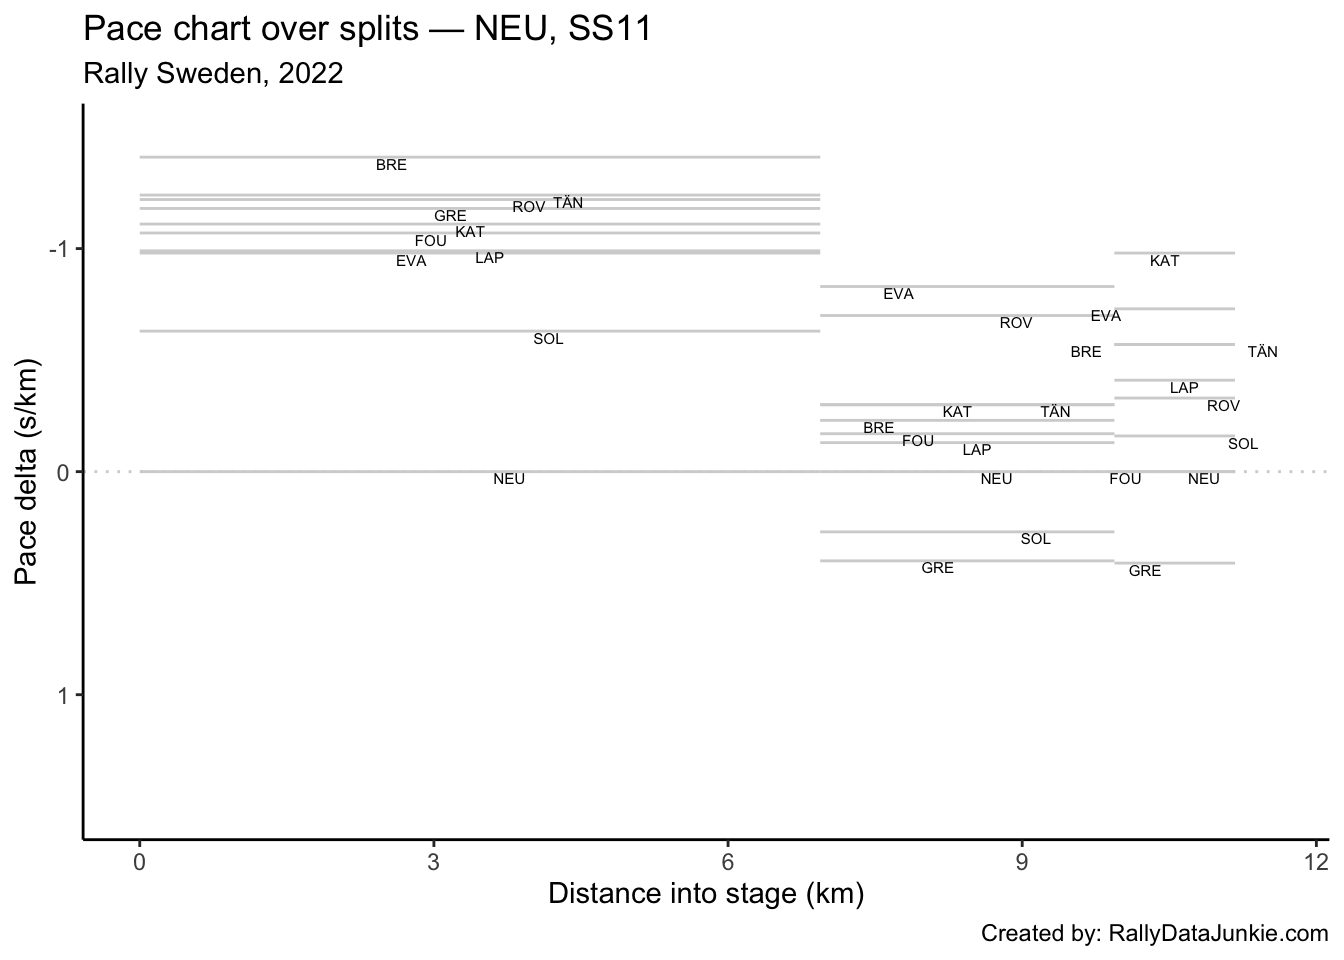 Pace chart over splits — NEU, SS11
Rally Sweden, 2022
Pace delta (s/km)
-1
0
1
BRE
TÄN
ROV
GRE
KAT
FOU
LAP
EVA
SOL
NEU
EVA
ROV
KAT
TÄN
BRE
FOU
LAP
NEU
SOL
GRE
KAT
EVA
BRE
TÄN
LAP
ROV
SOL
FOU
NEU
GRE
0
3
6
9
12
Distance into stage (km)
Created by: RallyDataJunkie.com